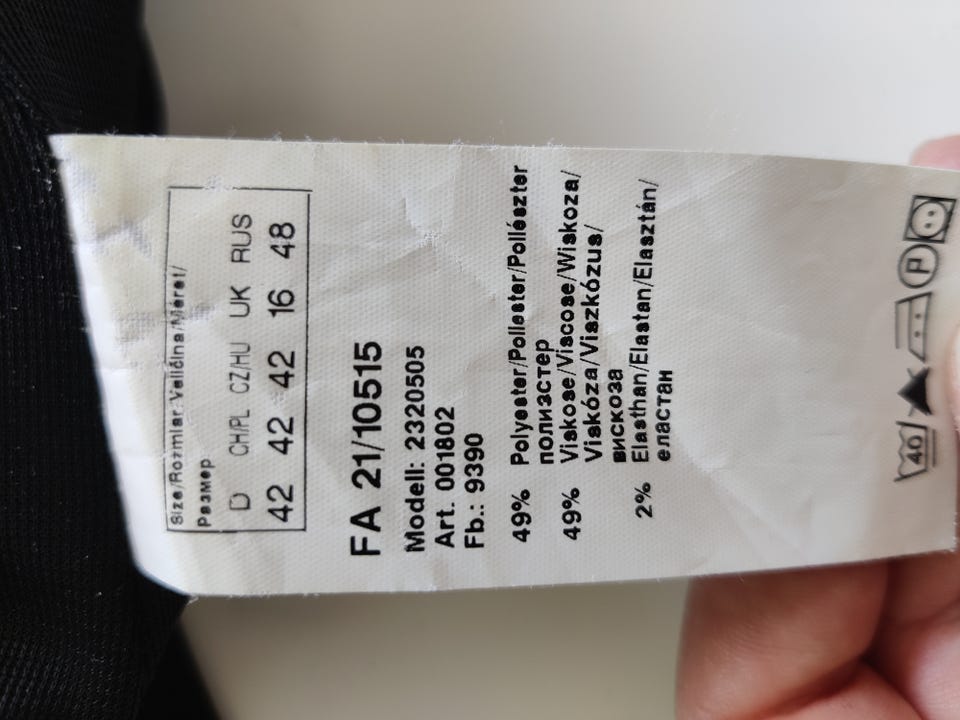 Size/Rozmiar/Velićina/Méret/
Размер
D CH/PL CZ/HU UK RUS
42 42 42 16 48
FA 21/10515
Modell: 2320505
Art. 001802
Fb.: 9390
49% Polyester/Poliester/Poliészter
полиэстер
49% Viskose/Viscose/Wiskoza/
Viskóza/Viszkózus/
вискоза
2% Elasthan/Elastan/Elasztán/
еластан
40 P